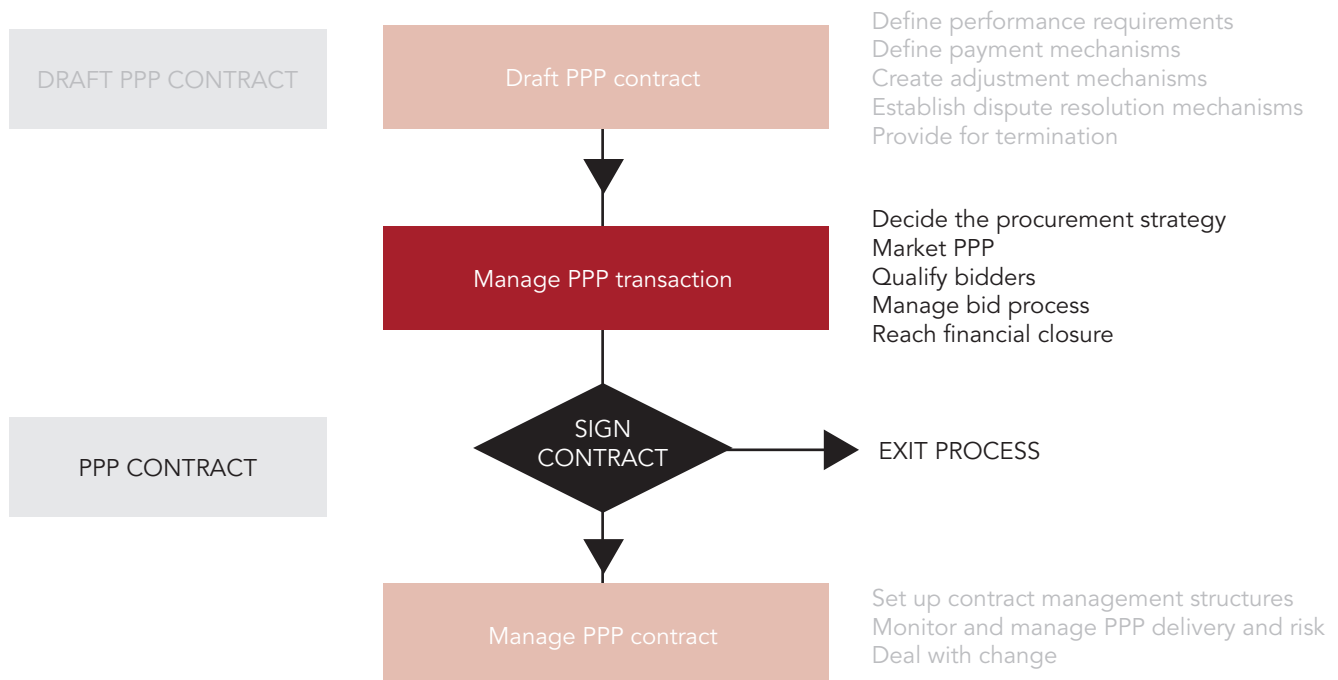 DRAFT PPP CONTRACT
Draft PPP contract
Define performance requirements
Define payment mechanisms
Create adjustment mechanisms
Establish dispute resolution mechanisms
Provide for termination
Manage PPP transaction
Decide the procurement strategy
Market PPP
Qualify bidders
Manage bid process
Reach financial closure
PPP CONTRACT
SIGN
CONTRACT
EXIT PROCESS
Manage PPP contract
Set up contract management structures
Monitor and manage PPP delivery and risk
Deal with change